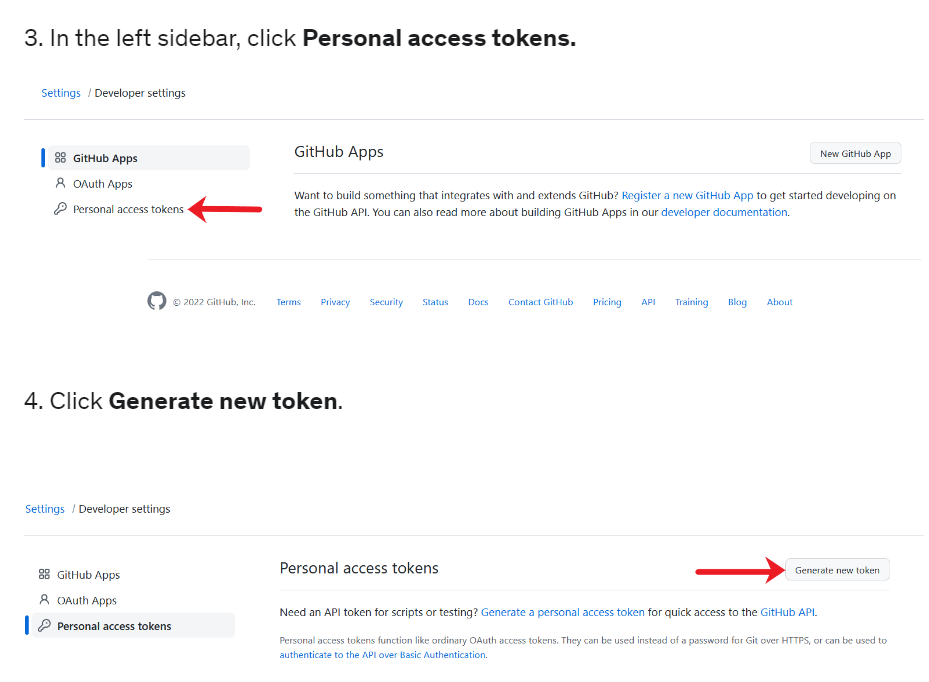 3. In the left sidebar, click Personal access tokens.
Settings / Developer settings
GitHub Apps
OAuth Apps
Personal access tokens
GitHub Apps
New GitHub App
Want to build something that integrates with and extends GitHub? Register a new GitHub App to get started developing on
the GitHub API. You can also read more about building GitHub Apps in our developer documentation.
© 2022 GitHub, Inc. Terms Privacy Security Status Docs Contact GitHub Pricing API Training Blog About
4. Click Generate new token.
Settings / Developer settings
GitHub Apps
OAuth Apps
Personal access tokens
Personal access tokens
Generate new token
Need an API token for scripts or testing? Generate a personal access token for quick access to the GitHub API.
Personal access tokens function like ordinary OAuth access tokens. They can be used instead of a password for Git over HTTPS, or can be used to
authenticate to the API over Basic Authentication.